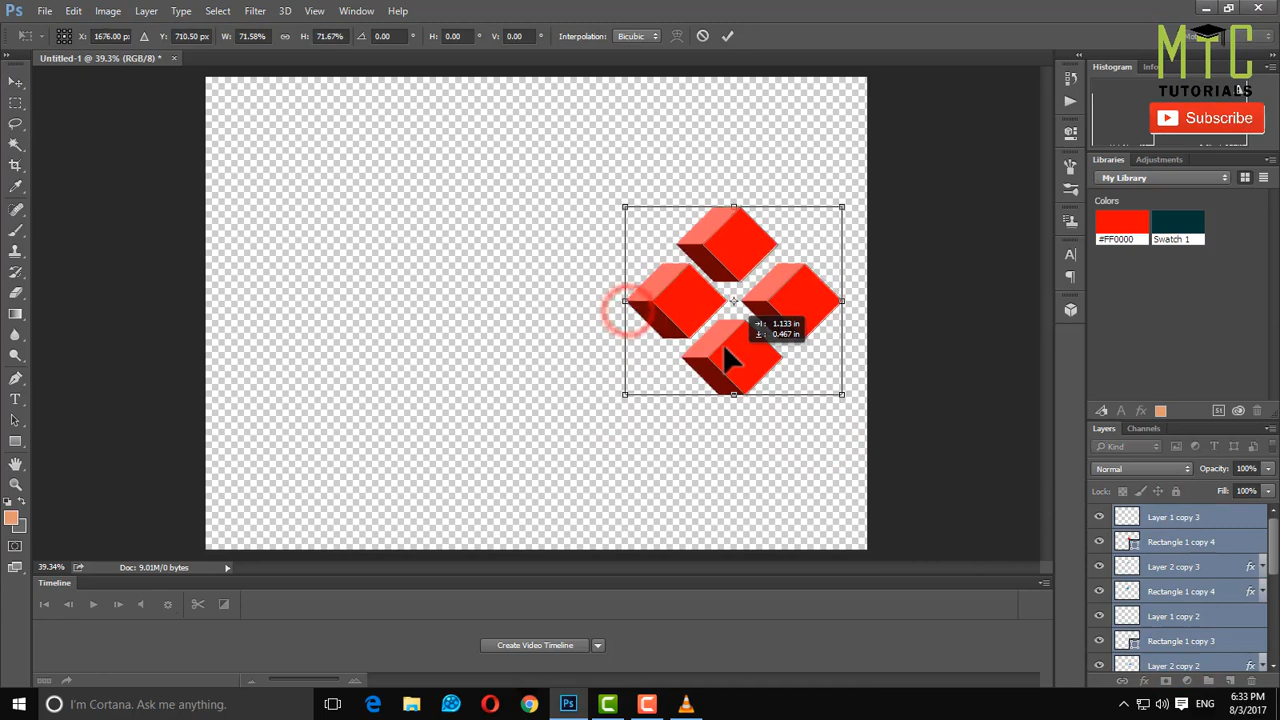 Ps File Edit Image Layer Type Select Filter 3D View Window Help
X: 1676.00 px Y: 710.50 px W: 71.58% H: 71.67% 0.00 ° H: 0.00 ° V: 0.00 ° Interpolation: Bicubic
MTC
TUTORIALS
Subscribe
Untitled-1 @ 39.3% (RGB/8) * ×
Histogram Info
Libraries Adjustments
My Library
Colors
#FF0000 Swatch 1
1.133 in
0.467 in
Layers Channels
Kind
Normal Opacity: 100%
Lock: Fill: 100%
Layer 1 copy 3
Rectangle 1 copy 4
Layer 2 copy 3 fx
Rectangle 1 copy 4 fx
Layer 1 copy 2
Rectangle 1 copy 3
Layer 2 copy 2 fx
39.34% Doc: 9.01M/0 bytes
Timeline
Create Video Timeline
I'm Cortana. Ask me anything.
ENG 6:33 PM
8/3/2017